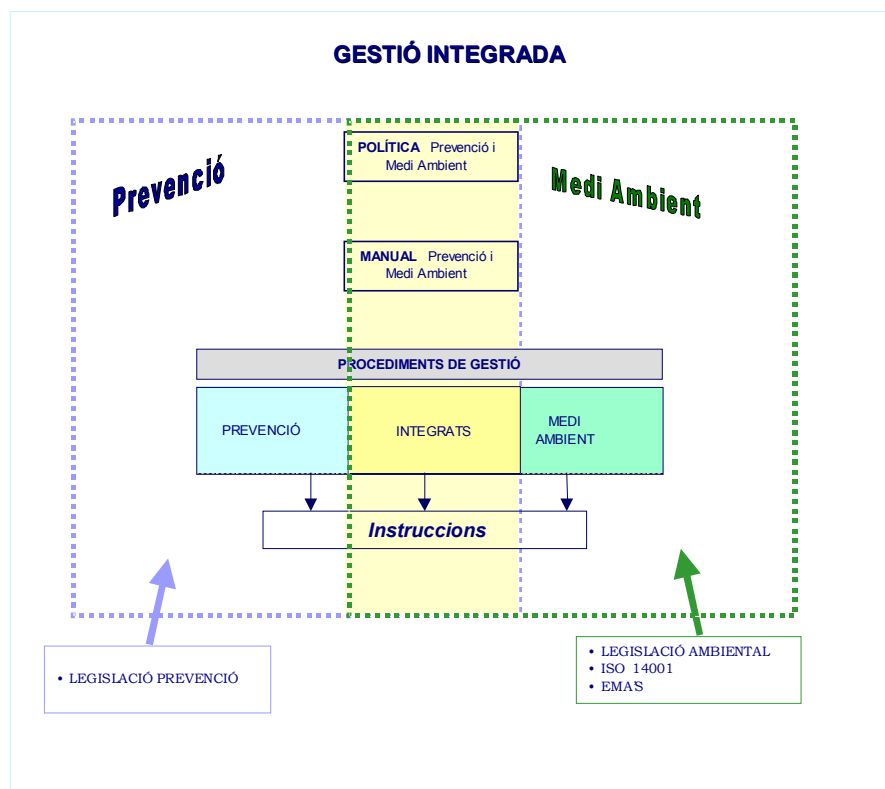 GESTIÓ INTEGRADA
Prevenció
POLÍTICA Prevenció i
Medi Ambient
Medi Ambient
MANUAL Prevenció i
Medi Ambient
PROCEDIMENTS DE GESTIÓ
PREVENCIÓ
INTEGRATS
MEDI
AMBIENT
Instruccions
• LEGISLACIÓ PREVENCIÓ
• LEGISLACIÓ AMBIENTAL
• ISO 14001
• EMA'S